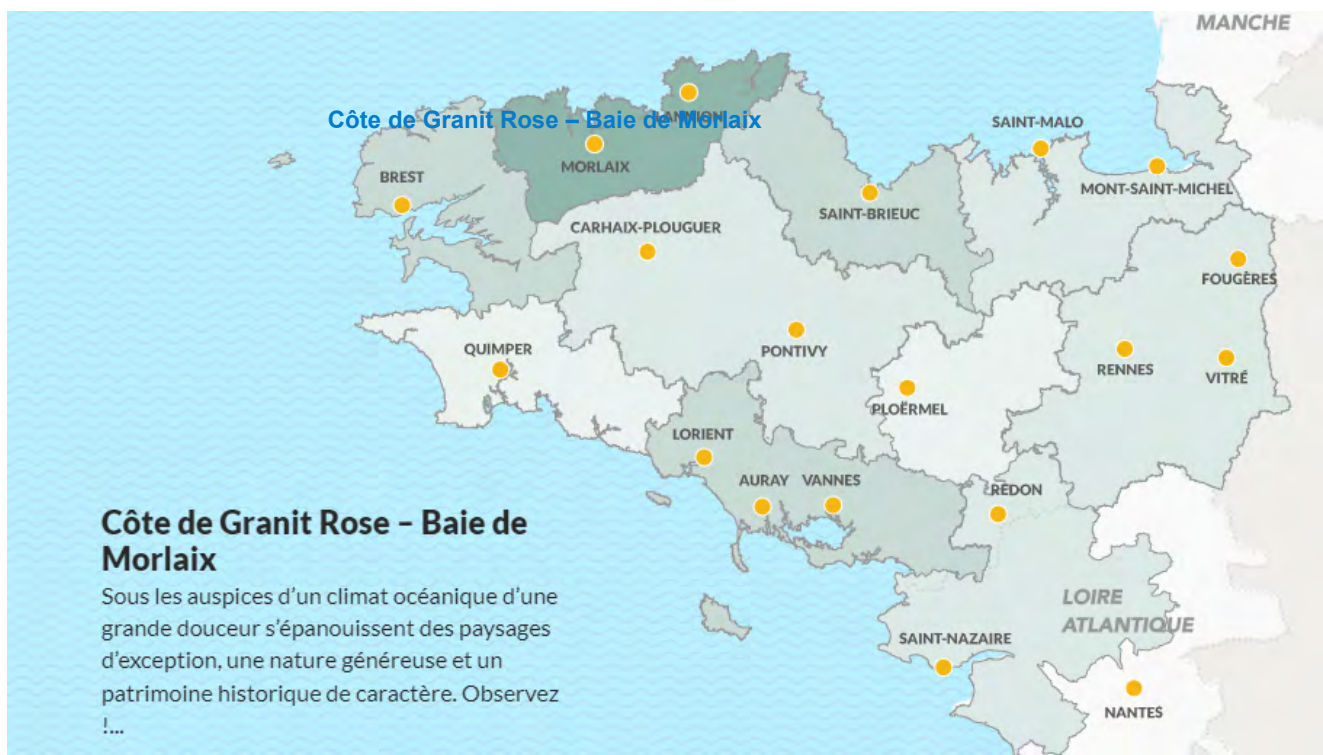 MANCHE
Côte de Granit Rose – Baie de Morlaix
LANNION
SAINT-MALO
MORLAIX
BREST
MONT-SAINT-MICHEL
SAINT-BRIEUC
CARHAIX-PLOUGUER
FOUGÈRES
QUIMPER
PONTIVY
RENNES
VITRÉ
PLOËRMEL
LORIENT
AURAY
VANNES
REDON
Côte de Granit Rose – Baie de
Morlaix
Sous les auspices d’un climat océanique d’une
grande douceur s’épanouissent des paysages
d’exception, une nature généreuse et un
patrimoine historique de caractère. Observez
!...
LOIRE
ATLANTIQUE
SAINT-NAZAIRE
NANTES